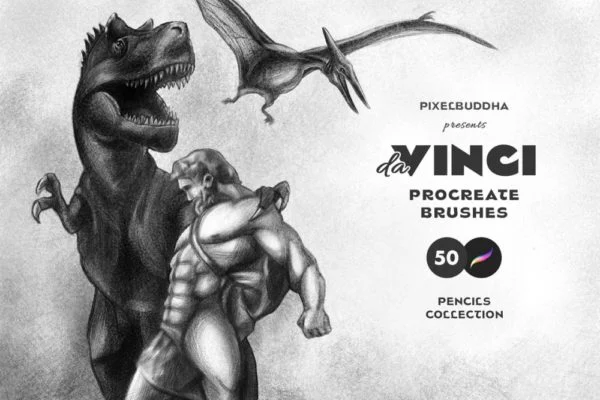 PIXELBUDDHA
presents
da VINCI
PROCREATE
BRUSHES
50
PENCILS
COLLECTION